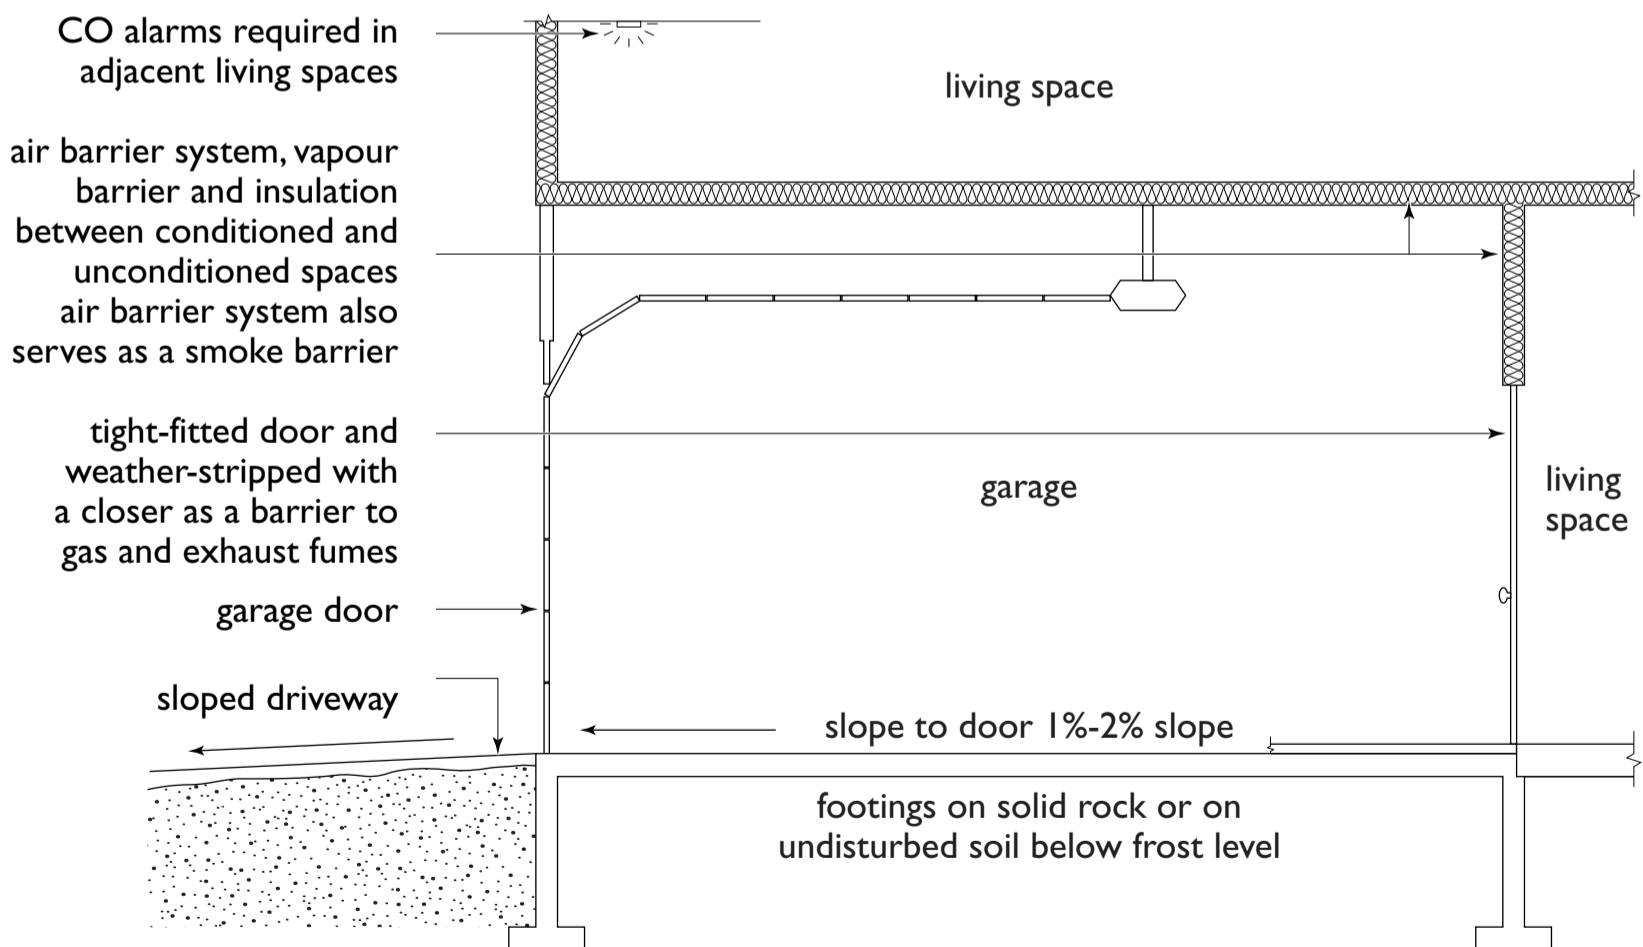 CO alarms required in
adjacent living spaces
living space
air barrier system, vapour
barrier and insulation
between conditioned and
unconditioned spaces
air barrier system also
serves as a smoke barrier
tight-fitted door and
weather-stripped with
a closer as a barrier to
gas and exhaust fumes
garage
living
space
garage door
sloped driveway
slope to door 1%-2% slope
footings on solid rock or on
undisturbed soil below frost level